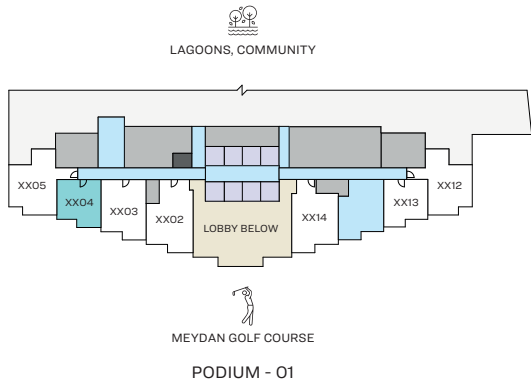 LAGOONS, COMMUNITY
XX05
XX04
XX03
XX02
LOBBY BELOW
XX14
XX13
XX12
MEYDAN GOLF COURSE
PODIUM - 01